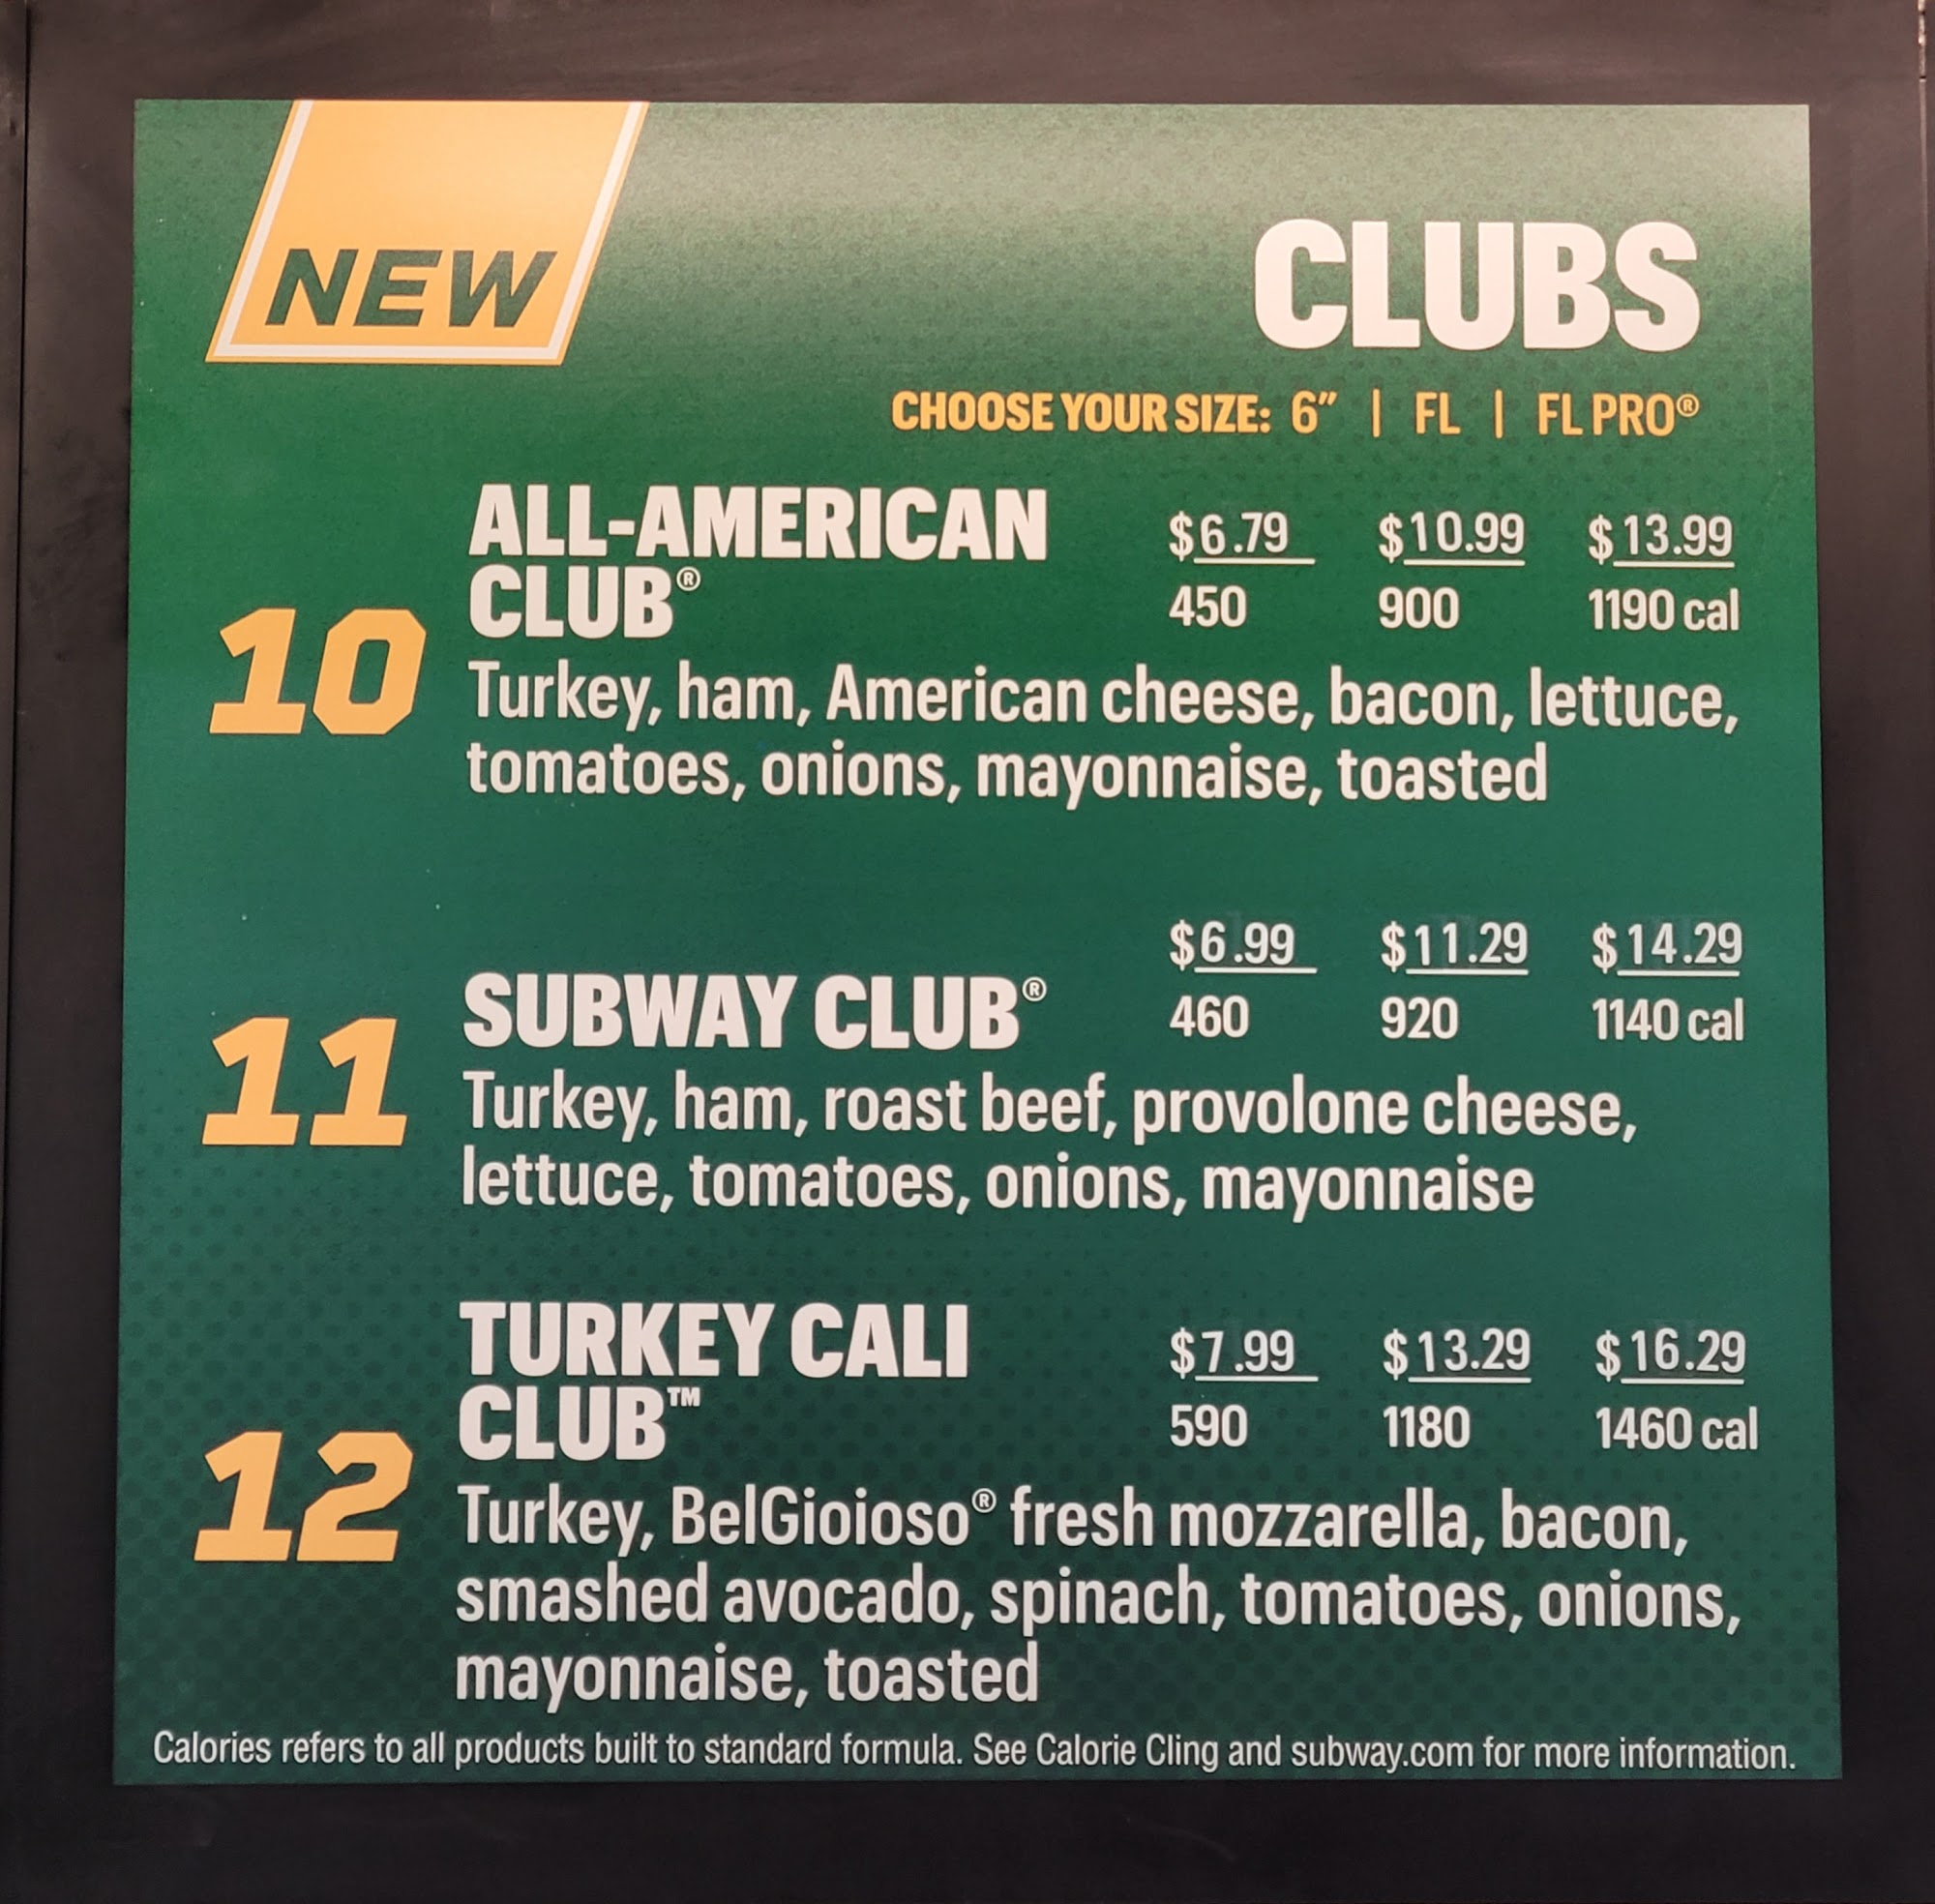 NEW
CLUBS
CHOOSE YOUR SIZE: 6" | FL | FL PRO®
ALL-AMERICAN
CLUB®
$6.79 $10.99 $13.99
450 900 1190 cal
10
Turkey, ham, American cheese, bacon, lettuce,
tomatoes, onions, mayonnaise, toasted
$6.99 $11.29 $14.29
SUBWAY CLUB®
460 920 1140 cal
11
Turkey, ham, roast beef, provolone cheese,
lettuce, tomatoes, onions, mayonnaise
TURKEY CALI
CLUB™
$7.99 $13.29 $16.29
590 1180 1460 cal
12
Turkey, BelGioioso® fresh mozzarella, bacon,
smashed avocado, spinach, tomatoes, onions,
mayonnaise, toasted
Calories refers to all products built to standard formula. See Calorie Cling and subway.com for more information.